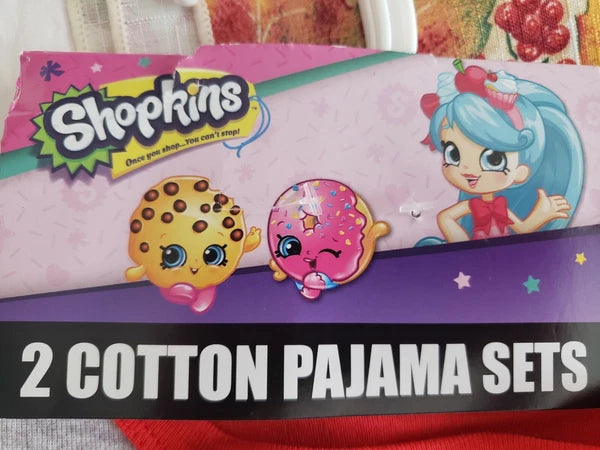 Shopkins
Once you shop...You can't stop!
2 COTTON PAJAMA SETS